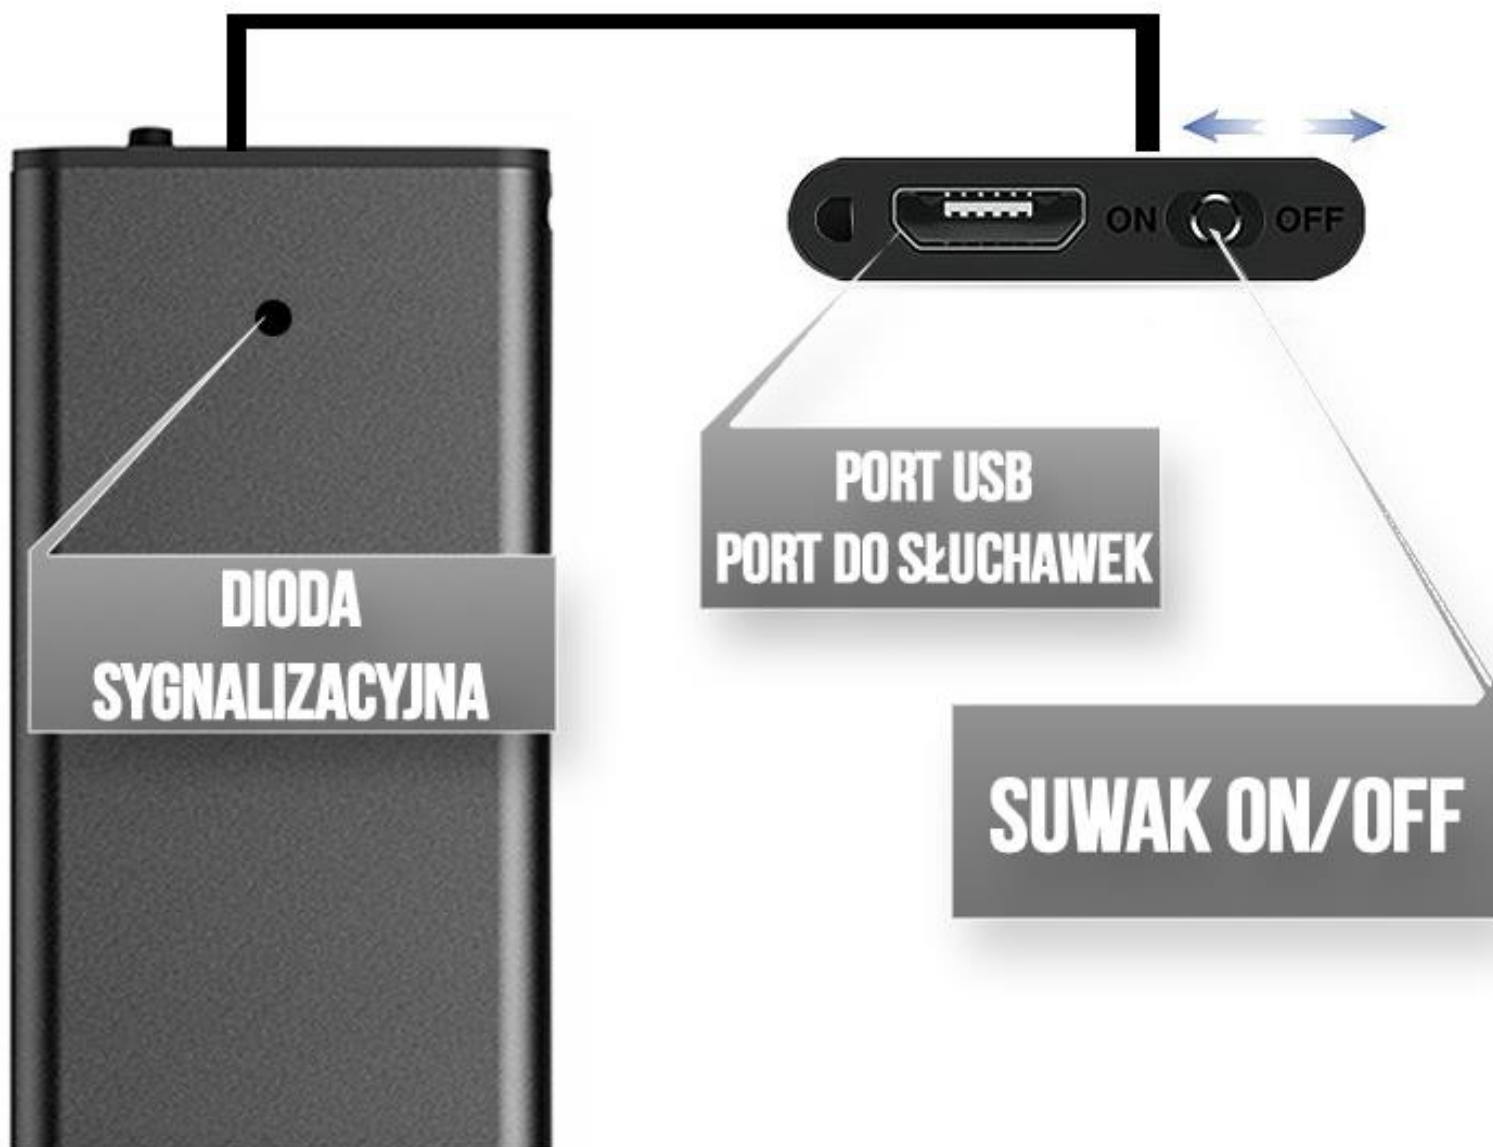 ON OFF
PORT USB
PORT DO SŁUCHAWEK
DIODA
SYGNALIZACYJNA
SUWAK ON/OFF